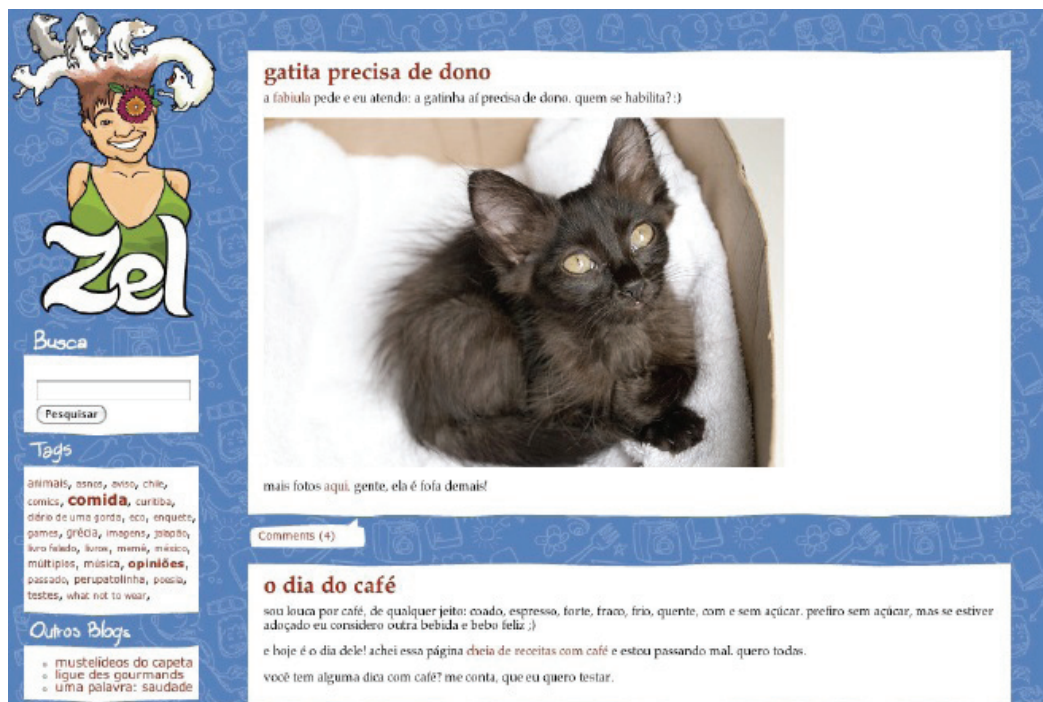 Zel
Busca
Pesquisar
Tags
animais, asnos, aviso, chile,
comics, comida, curitiba,
diário de uma gorda, eco, enquete,
games, grécia, imagens, jalapão,
livro falado, livros, memê, méxico,
múltiplos, música, opiniões,
passado, perupatolinha, poesia,
testes, what not to wear,
Outros Blogs
mustelídeos do capeta
ligue des gourmands
uma palavra: saudade
gatita precisa de dono
a fabiula pede e eu atendo: a gatinha aí precisa de dono. quem se habilita? :)
mais fotos aqui. gente, ela é fofa demais!
Comments (4)
o dia do café
sou louca por café, de qualquer jeito: coado, espresso, forte, fraco, frio, quente, com e sem açúcar. prefiro sem açúcar, mas se estiver
adoçado eu considero outra bebida e bebo feliz ;)
e hoje é o dia dele! achei essa página cheia de receitas com café e estou passando mal. quero todas.
você tem alguma dica com café? me conta, que eu quero testar.